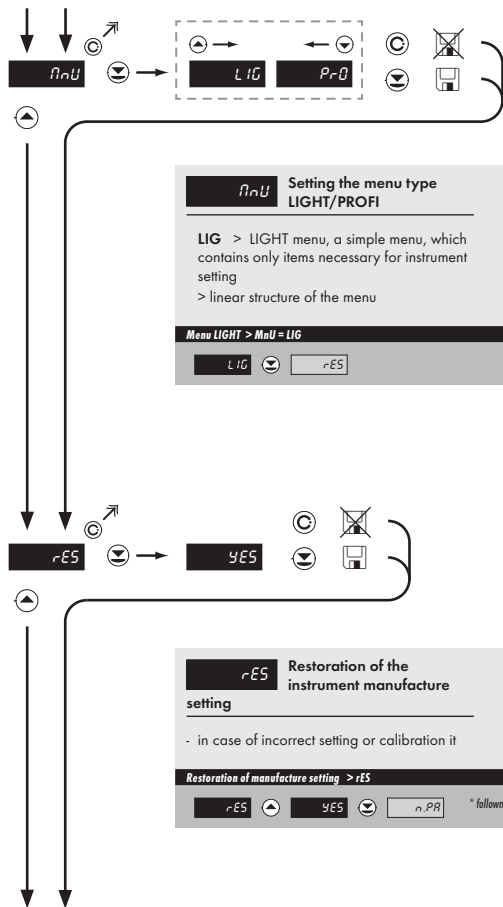 MnU
LIG
PrO
MnU
Setting the menu type
LIGHT/PROFI
LIG > LIGHT menu, a simple menu, which
contains only items necessary for instrument
setting
> linear structure of the menu
Menu LIGHT > MnU = LIG
LIG
rES
rES
YES
rES
Restoration of the
instrument manufacture
setting
- in case of incorrect setting or calibration it
Restoration of manufacture setting > rES
rES
YES
n.PA
* follown